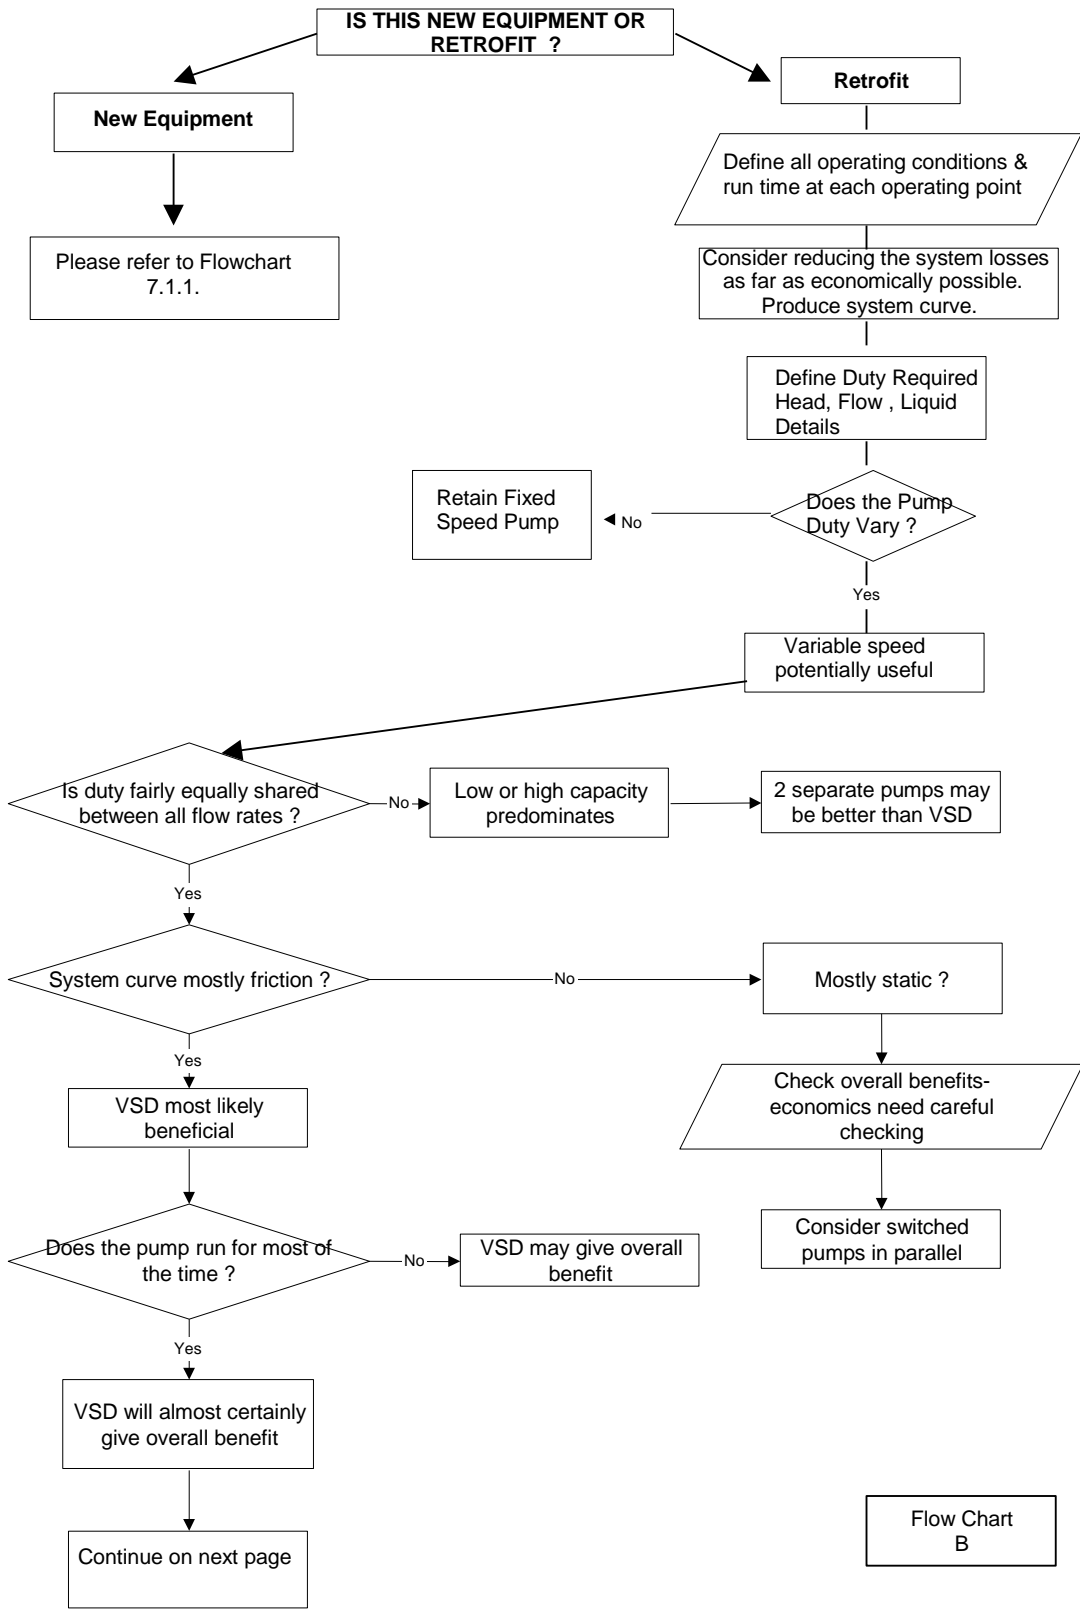 IS THIS NEW EQUIPMENT OR
RETROFIT ?
New Equipment
Retrofit
Define all operating conditions &
run time at each operating point
Please refer to Flowchart
7.1.1.
Consider reducing the system losses
as far as economically possible.
Produce system curve.
Define Duty Required
Head, Flow , Liquid
Details
Retain Fixed
Speed Pump
No
Does the Pump
Duty Vary ?
Yes
Variable speed
potentially useful
Is duty fairly equally shared
between all flow rates ?
No
Low or high capacity
predominates
2 separate pumps may
be better than VSD
Yes
System curve mostly friction ?
No
Mostly static ?
Yes
VSD most likely
beneficial
Check overall benefits-
economics need careful
checking
Does the pump run for most of
the time ?
No
VSD may give overall
benefit
Consider switched
pumps in parallel
Yes
VSD will almost certainly
give overall benefit
Continue on next page
Flow Chart
B